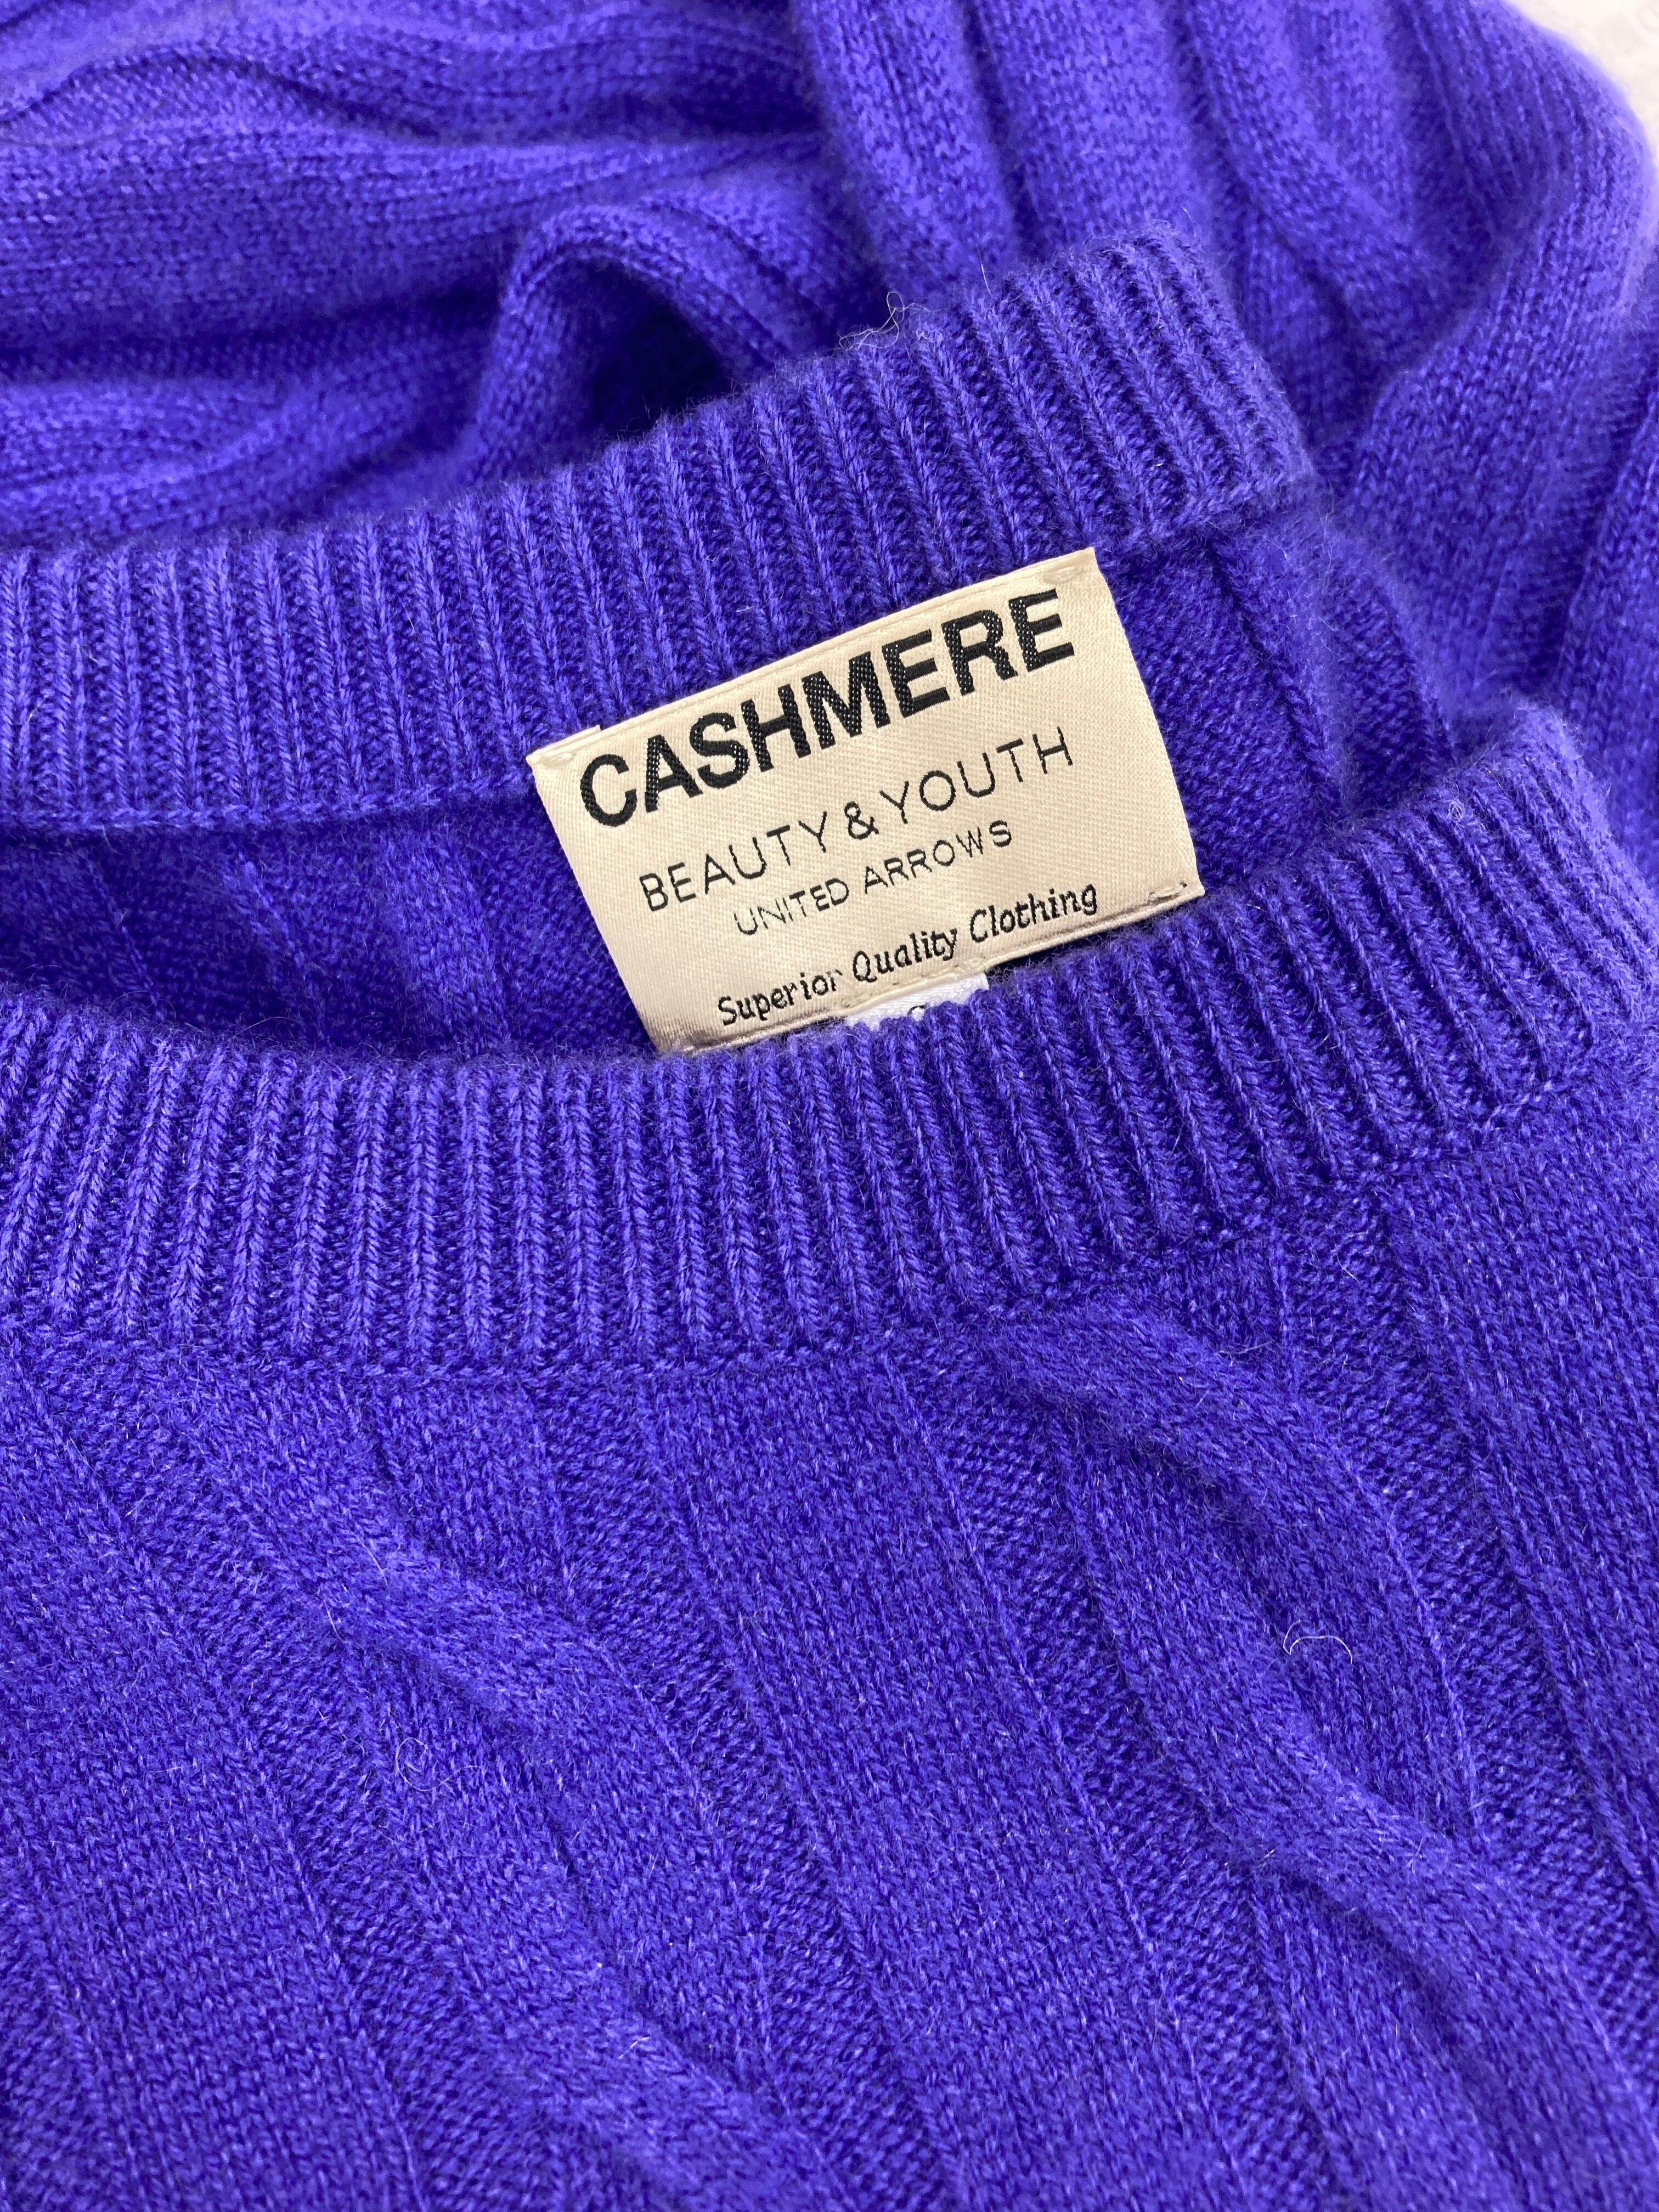 CASHMERE
BEAUTY & YOUTH
UNITED ARROWS
Superior Quality Clothing